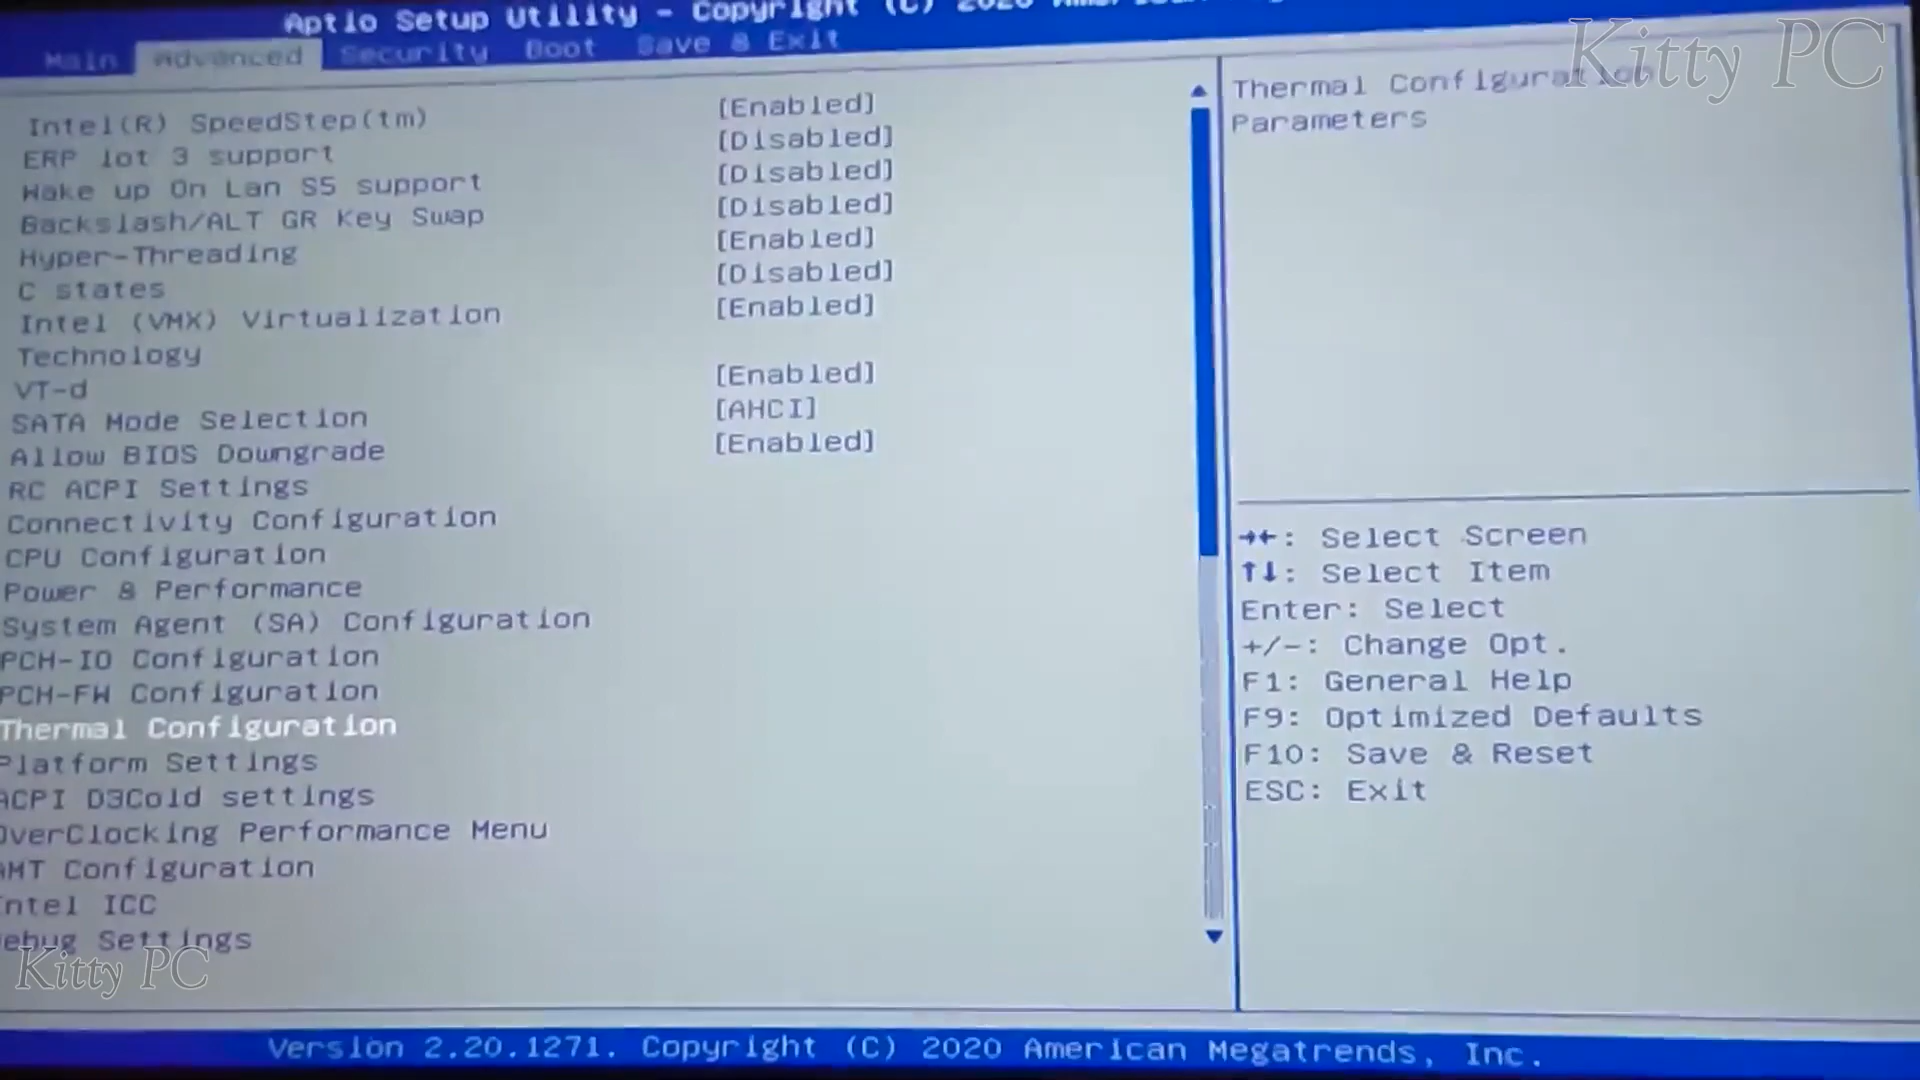 Aptio Setup Utility - Copyright (C) 2020
Main Advanced Security Boot Save & Exit
Kitty PC
Intel(R) SpeedStep(tm) [Enabled]
ERP lot 3 support [Disabled]
Wake up On Lan S5 support [Disabled]
Backslash/ALT GR Key Swap [Disabled]
Hyper-Threading [Enabled]
C states [Disabled]
Intel (VMX) Virtualization [Enabled]
Technology
VT-d [Enabled]
SATA Mode Selection [AHCI]
Allow BIOS Downgrade [Enabled]
RC ACPI Settings
Connectivity Configuration
CPU Configuration
Power & Performance
System Agent (SA) Configuration
PCH-IO Configuration
PCH-FW Configuration
Thermal Configuration
Platform Settings
ACPI D3Cold settings
OverClocking Performance Menu
AMT Configuration
Intel ICC
ebug Settings
Kitty PC
Thermal Configuration
Parameters
→←: Select Screen
↑↓: Select Item
Enter: Select
+/-: Change Opt.
F1: General Help
F9: Optimized Defaults
F10: Save & Reset
ESC: Exit
Version 2.20.1271. Copyright (C) 2020 American Megatrends, Inc.